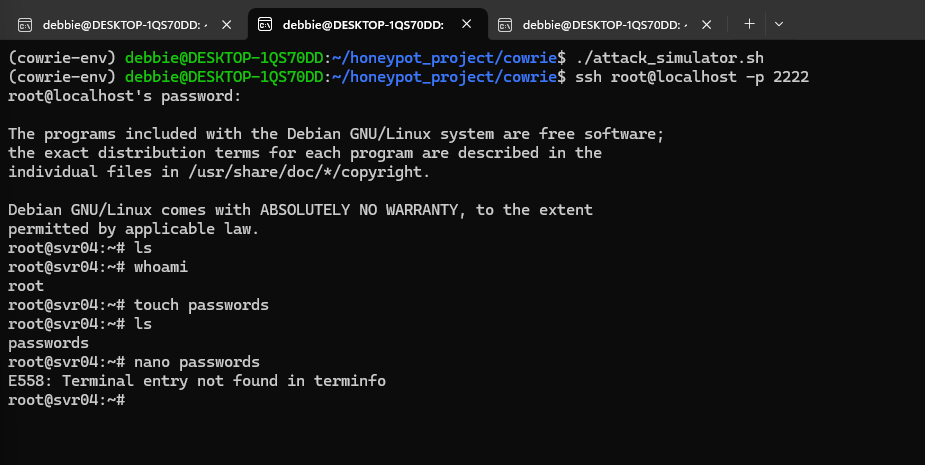 debbie@DESKTOP-1QS70DD: ~
debbie@DESKTOP-1QS70DD:
debbie@DESKTOP-1QS70DD: ~
(cowrie-env) debbie@DESKTOP-1QS70DD:~/honeypot_project/cowrie$ ./attack_simulator.sh
(cowrie-env) debbie@DESKTOP-1QS70DD:~/honeypot_project/cowrie$ ssh root@localhost -p 2222
root@localhost's password:
The programs included with the Debian GNU/Linux system are free software;
the exact distribution terms for each program are described in the
individual files in /usr/share/doc/*/copyright.
Debian GNU/Linux comes with ABSOLUTELY NO WARRANTY, to the extent
permitted by applicable law.
root@svr04:~# ls
root@svr04:~# whoami
root
root@svr04:~# touch passwords
root@svr04:~# ls
passwords
root@svr04:~# nano passwords
E558: Terminal entry not found in terminfo
root@svr04:~#